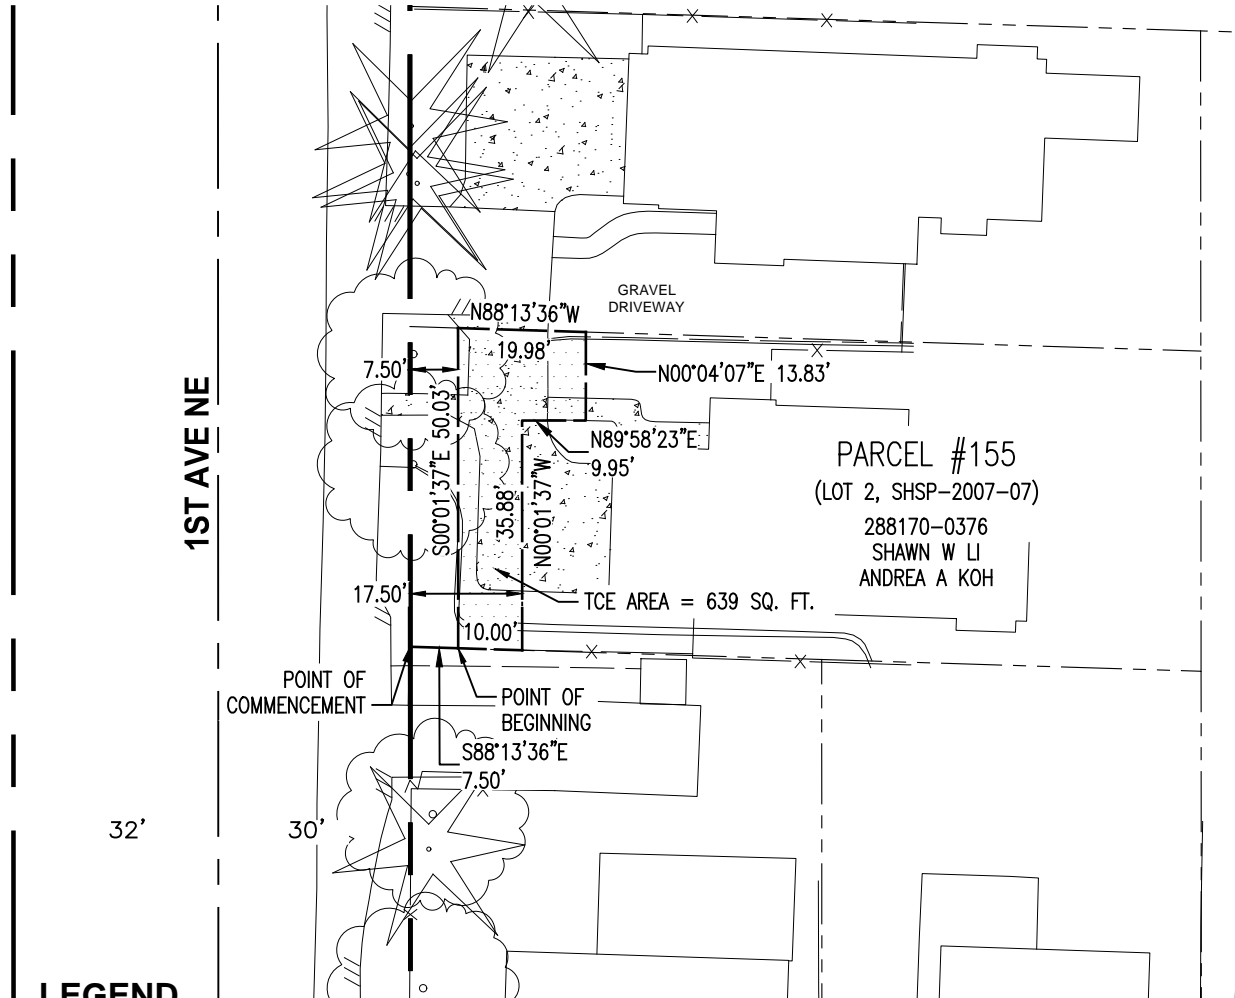 GRAVEL
DRIVEWAY
N88°13'36"W
19.98'
7.50'
N00°04'07"E 13.83'
S00°01'37"E 50.03'
N89°58'23"E
9.95'
35.88'
N00°01'37"W
1ST AVE NE
PARCEL #155
(LOT 2, SHSP-2007-07)
288170-0376
SHAWN W LI
ANDREA A KOH
17.50'
TCE AREA = 639 SQ. FT.
10.00'
POINT OF
COMMENCEMENT
POINT OF
BEGINNING
S88°13'36"E
7.50'
32'
30'
LEGEND